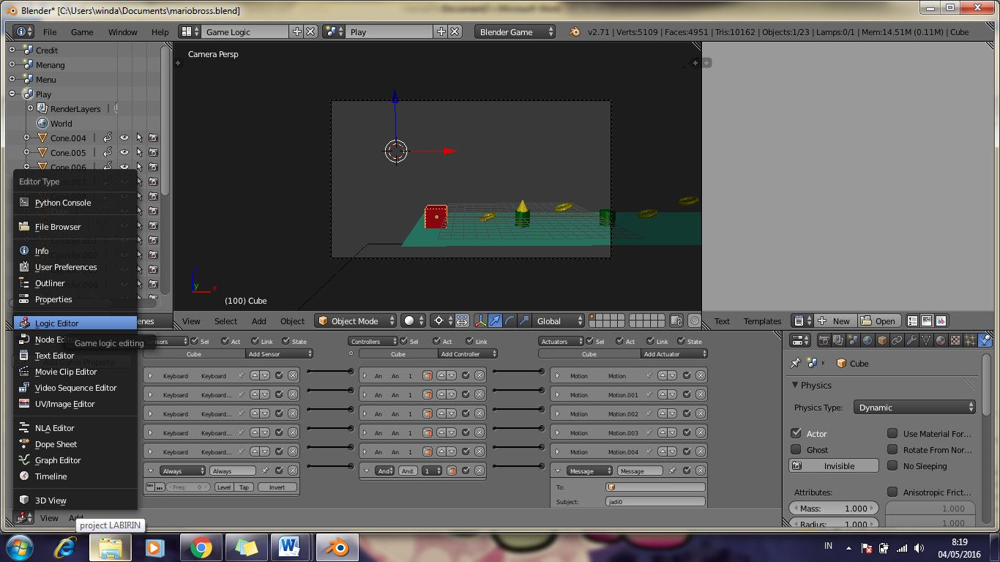 Blender* [C:\Users\winda\Documents\mariobross.blend]
File Game Window Help Game Logic Play Blender Game v2.71 | Verts:5109 | Faces:4951 | Tris:10162 | Objects:1/23 | Lamps:0/1 | Mem:14.51M (0.11M) | Cube
Credit
Menang
Menu
Play
RenderLayers
World
Cone.004
Cone.005
Cone.006
Camera Persp
z
y x
(100) Cube
Editor Type
Python Console
File Browser
Info
User Preferences
Outliner
Properties
Logic Editor
Node Edi
Game logic editing
Text Editor
Movie Clip Editor
Video Sequence Editor
UV/Image Editor
NLA Editor
Dope Sheet
Graph Editor
Timeline
3D View
enes
View Select Add Object Object Mode Global
Text Templates New Open
Sensors Sel Act Link State Controllers Sel Act Link Actuators Sel Act Link State
Cube Add Sensor Cube Add Controller Cube Add Actuator
Add Game Property
Keyboard Keyboard An An 1 Motion Motion
Keyboard Keyboard... An An 1 Motion Motion.001
Keyboard Keyboard... An An 1 Motion Motion.002
Keyboard Keyboard... An An 1 Motion Motion.003
Keyboard Keyboard... An An 1 Motion Motion.004
Always Always And And. 1 Message Message
Freq: 0 Level Tap Invert To:
Subject: jadi0
Cube
Physics
Physics Type: Dynamic
Actor Use Material For...
Ghost Rotate From Nor...
Invisible No Sleeping
Attributes: Anisotropic Frict...
Mass: 1.000 1.000
Radius: 1.000 1.000
View Add
project LABIRIN
IN
8:19
04/05/2016